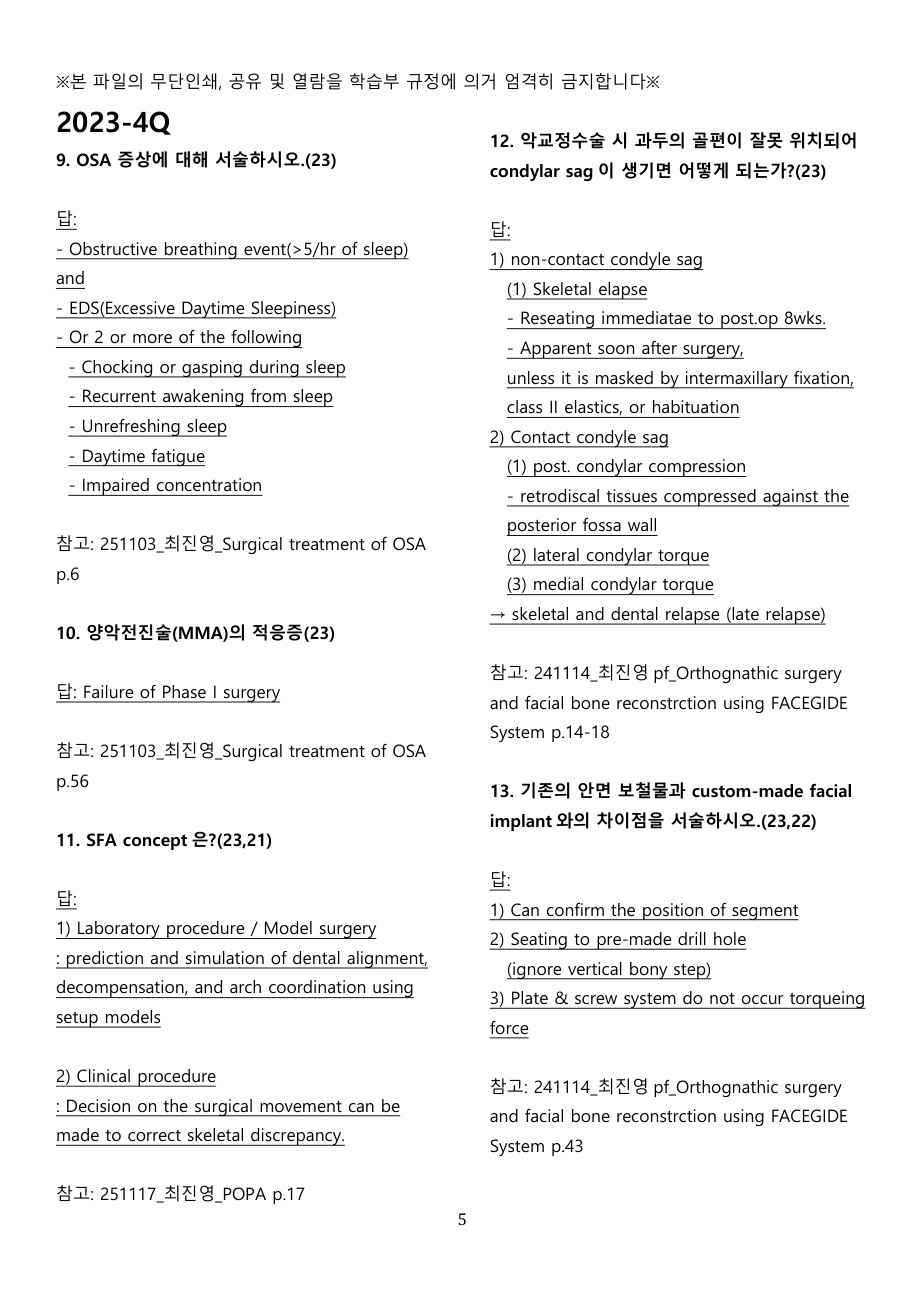 ※본 파일의 무단인쇄, 공유 및 열람을 학습부 규정에 의거 엄격히 금지합니다※
2023-4Q
9. OSA 증상에 대해 서술하시오.(23)
답:
- Obstructive breathing event(>5/hr of sleep)
and
- EDS(Excessive Daytime Sleepiness)
- Or 2 or more of the following
- Chocking or gasping during sleep
- Recurrent awakening from sleep
- Unrefreshing sleep
- Daytime fatigue
- Impaired concentration
참고: 251103_최진영_Surgical treatment of OSA
p.6
10. 양악전진술(MMA)의 적응증(23)
답: Failure of Phase I surgery
참고: 251103_최진영_Surgical treatment of OSA
p.56
11. SFA concept 은?(23,21)
답:
1) Laboratory procedure / Model surgery
: prediction and simulation of dental alignment,
decompensation, and arch coordination using
setup models
2) Clinical procedure
: Decision on the surgical movement can be
made to correct skeletal discrepancy.
참고: 251117_최진영_POPA p.17
12. 악교정수술 시 과두의 골편이 잘못 위치되어
condylar sag 이 생기면 어떻게 되는가?(23)
답:
1) non-contact condyle sag
(1) Skeletal elapse
- Reseating immediatae to post.op 8wks.
- Apparent soon after surgery,
unless it is masked by intermaxillary fixation,
class II elastics, or habituation
2) Contact condyle sag
(1) post. condylar compression
- retrodiscal tissues compressed against the
posterior fossa wall
(2) lateral condylar torque
(3) medial condylar torque
→ skeletal and dental relapse (late relapse)
참고: 241114_최진영 pf_Orthognathic surgery
and facial bone reconstrction using FACEGIDE
System p.14-18
13. 기존의 안면 보철물과 custom-made facial
implant 와의 차이점을 서술하시오.(23,22)
답:
1) Can confirm the position of segment
2) Seating to pre-made drill hole
(ignore vertical bony step)
3) Plate & screw system do not occur torqueing
force
참고: 241114_최진영 pf_Orthognathic surgery
and facial bone reconstrction using FACEGIDE
System p.43
5